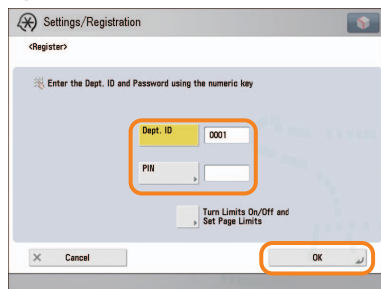 Settings/Registration
<Register>
Enter the Dept. ID and Password using the numeric key
Dept. ID
0001
PIN
Turn Limits On/Off and
Set Page Limits
Cancel
OK